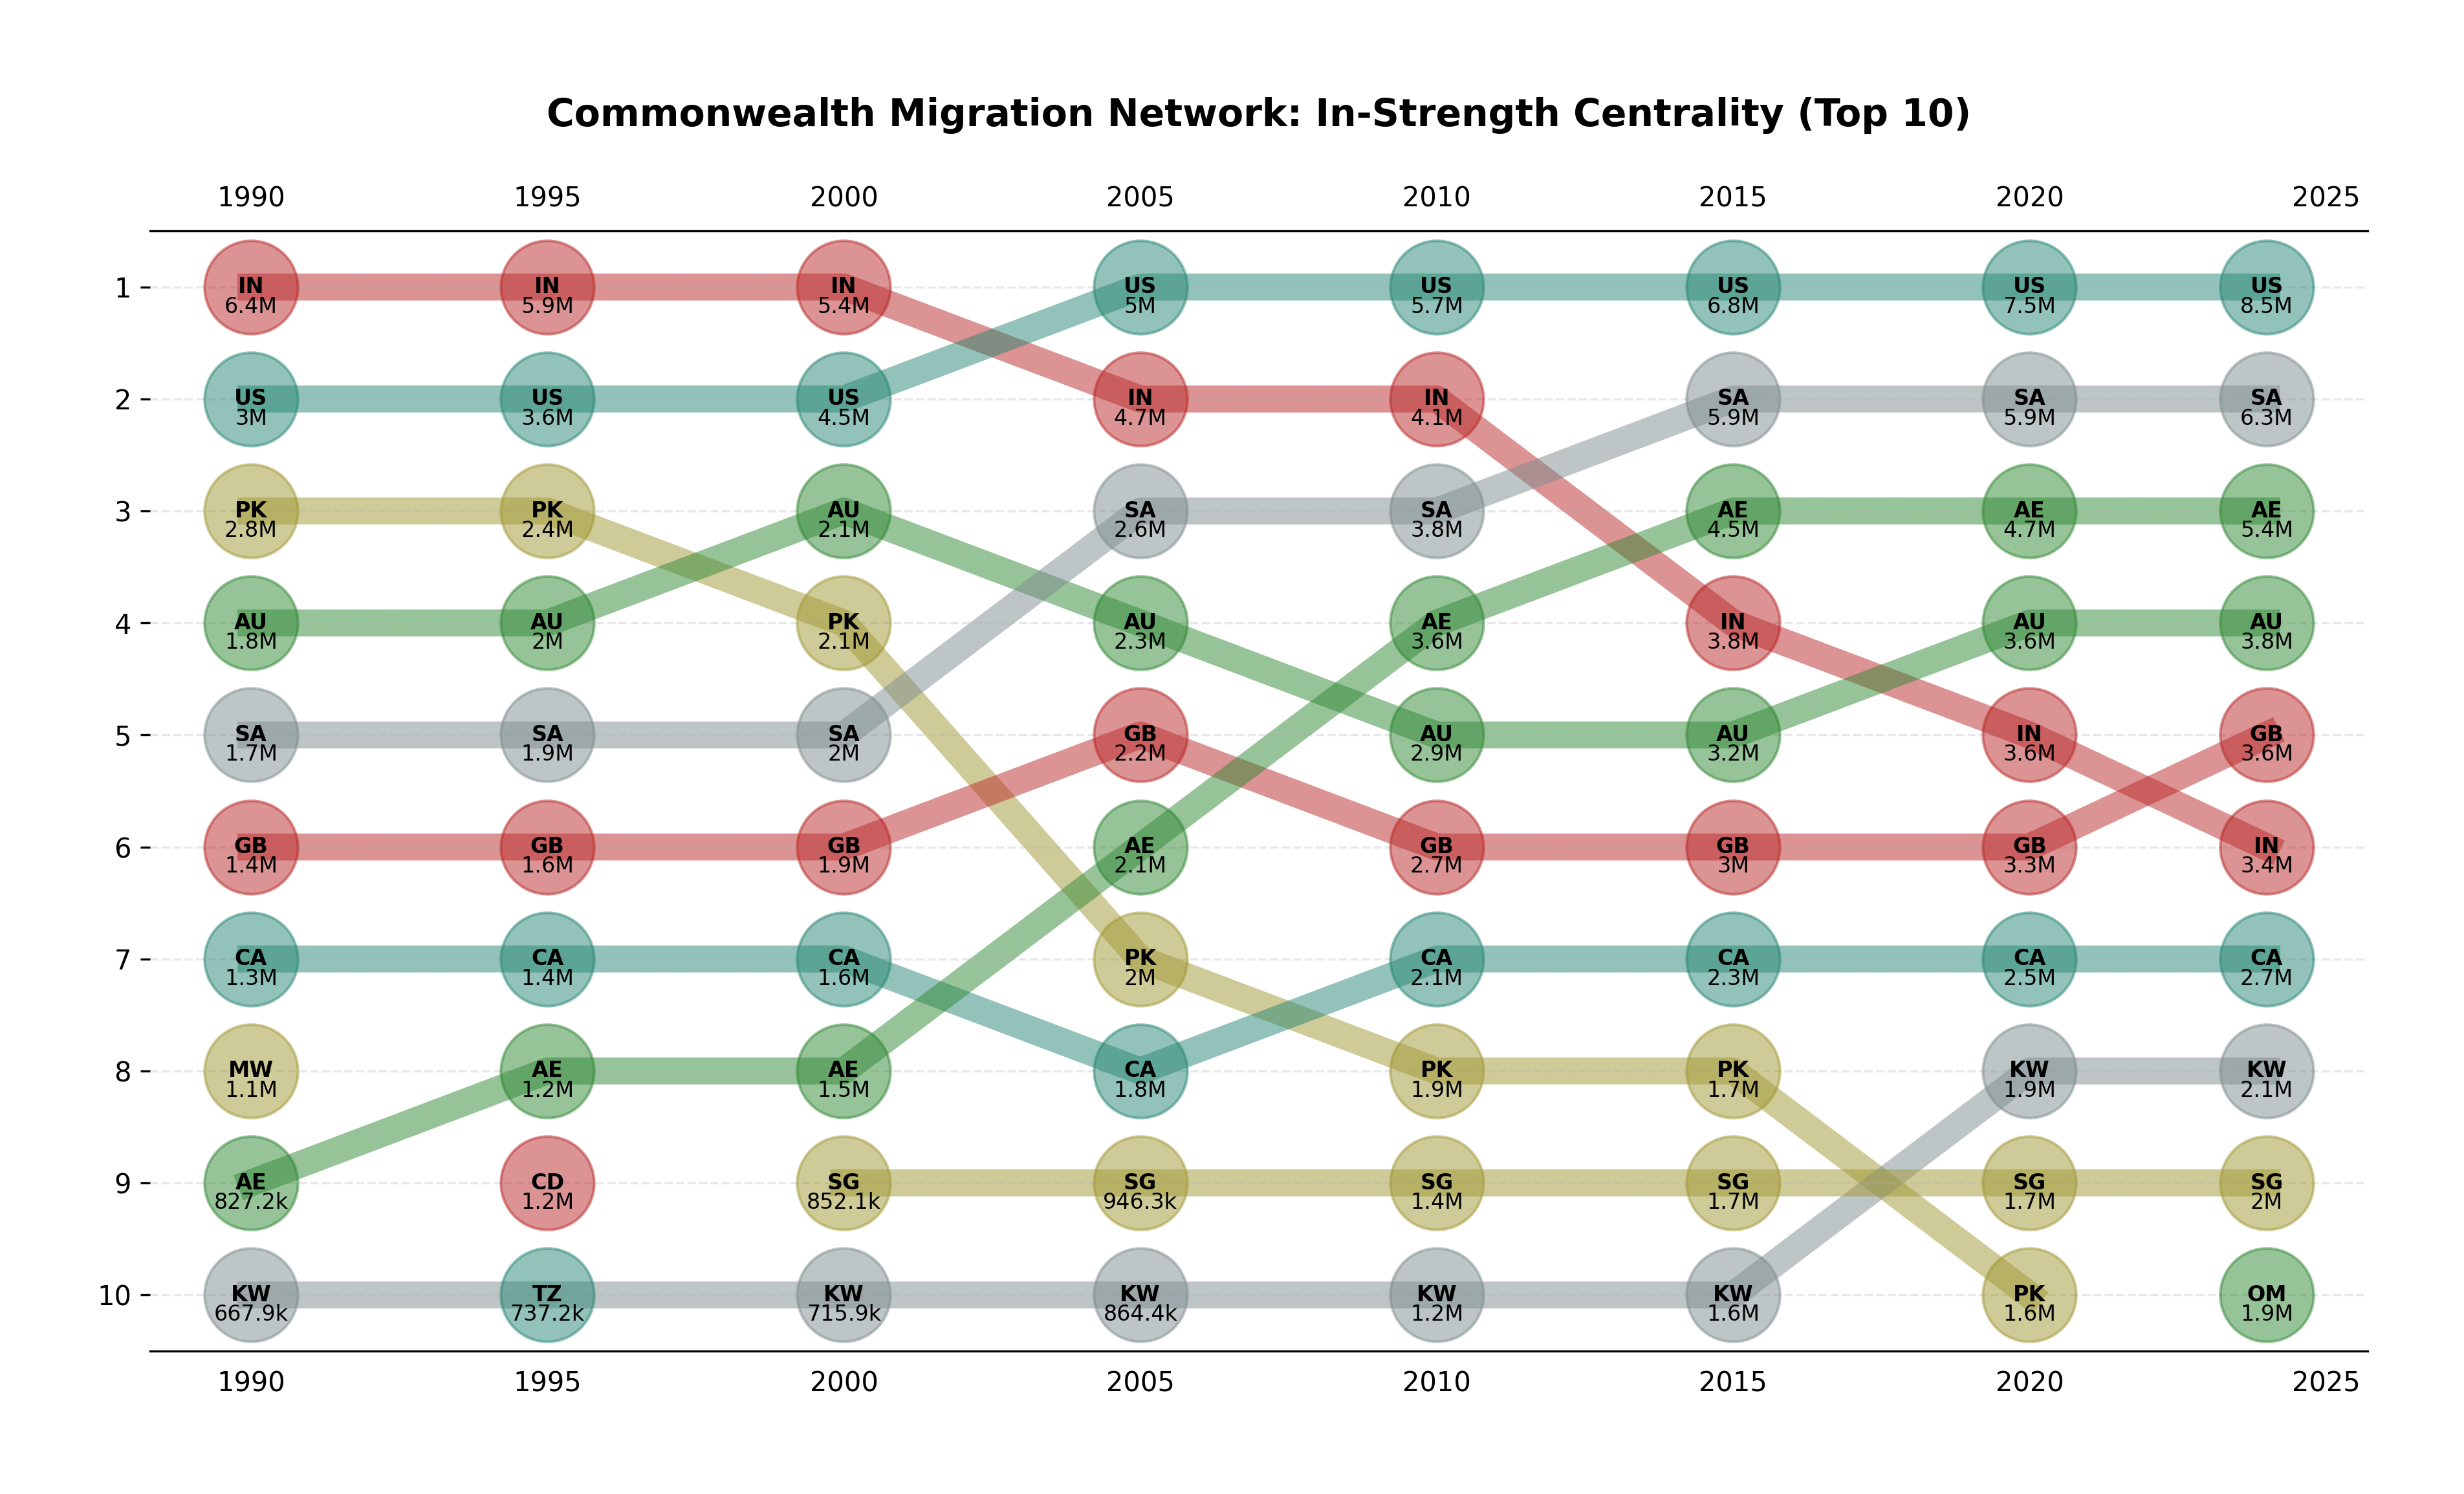 Commonwealth Migration Network: In-Strength Centrality (Top 10)
1990 1995 2000 2005 2010 2015 2020 2025
1 IN IN IN US US US US US
6.4M 5.9M 5.4M 5M 5.7M 6.8M 7.5M 8.5M
2 US US US IN IN SA SA SA
3M 3.6M 4.5M 4.7M 4.1M 5.9M 5.9M 6.3M
3 PK PK AU SA SA AE AE AE
2.8M 2.4M 2.1M 2.6M 3.8M 4.5M 4.7M 5.4M
4 AU AU PK AU AE IN AU AU
1.8M 2M 2.1M 2.3M 3.6M 3.8M 3.6M 3.8M
5 SA SA SA GB AU AU IN GB
1.7M 1.9M 2M 2.2M 2.9M 3.2M 3.6M 3.6M
6 GB GB GB AE GB GB GB IN
1.4M 1.6M 1.9M 2.1M 2.7M 3M 3.3M 3.4M
7 CA CA CA PK CA CA CA CA
1.3M 1.4M 1.6M 2M 2.1M 2.3M 2.5M 2.7M
8 MW AE AE CA PK PK KW KW
1.1M 1.2M 1.5M 1.8M 1.9M 1.7M 1.9M 2.1M
9 AE CD SG SG SG SG SG SG
827.2k 1.2M 852.1k 946.3k 1.4M 1.7M 1.7M 2M
10 KW TZ KW KW KW KW PK OM
667.9k 737.2k 715.9k 864.4k 1.2M 1.6M 1.6M 1.9M
1990 1995 2000 2005 2010 2015 2020 2025